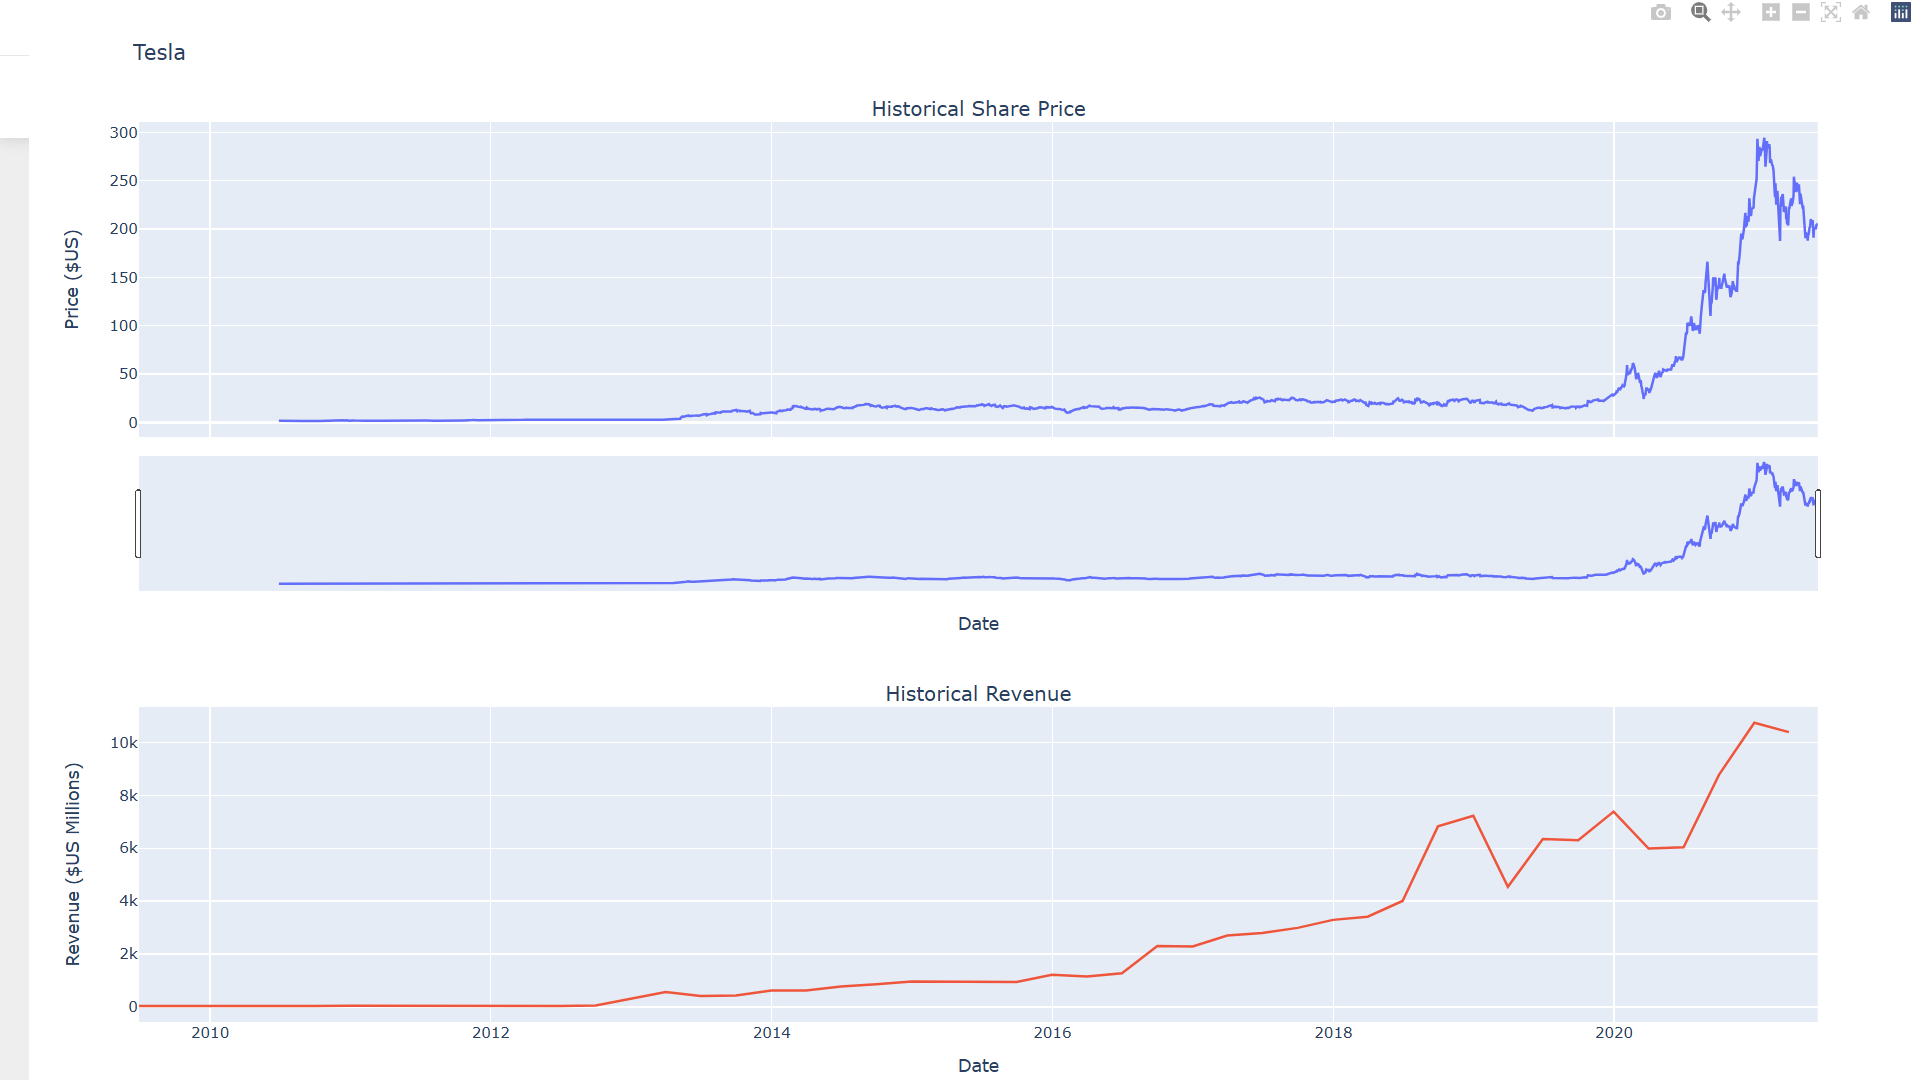 Tesla
Historical Share Price
300
250
200
150
100
50
0
Price ($US)
Date
Historical Revenue
10k
8k
6k
4k
2k
0
Revenue ($US Millions)
2010 2012 2014 2016 2018 2020
Date